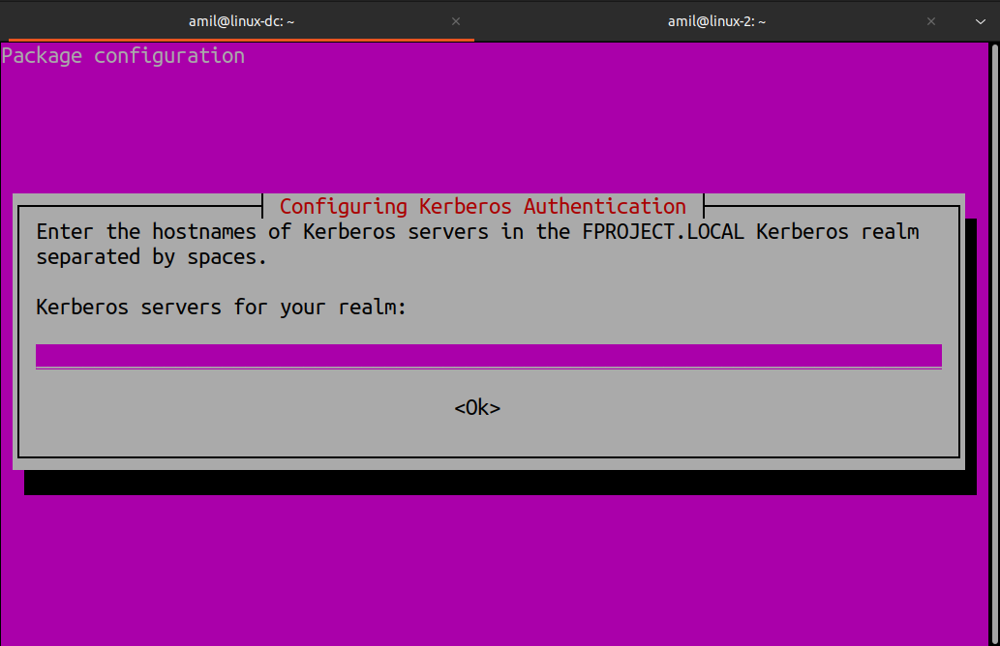 amil@linux-dc: ~
amil@linux-2: ~
Package configuration
Configuring Kerberos Authentication
Enter the hostnames of Kerberos servers in the FPROJECT.LOCAL Kerberos realm
separated by spaces.
Kerberos servers for your realm:
<Ok>